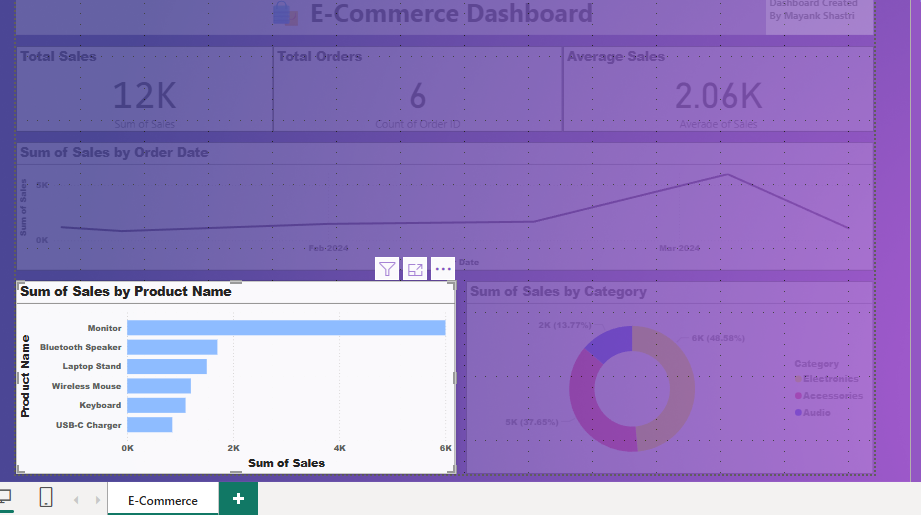 E-Commerce Dashboard
Dashboard Created
By Mayank Shastri
Total Sales
12K
Sum of Sales
Total Orders
6
Count of Order ID
Average Sales
2.06K
Average of Sales
Sum of Sales by Order Date
Sum of Sales
5K
0K
Feb 2024
Mar 2024
Date
Sum of Sales by Product Name
Product Name
Monitor
Bluetooth Speaker
Laptop Stand
Wireless Mouse
Keyboard
USB-C Charger
0K
2K
4K
6K
Sum of Sales
Sum of Sales by Category
2K (13.77%)
6K (48.58%)
5K (37.65%)
Category
Electronics
Accessories
Audio
E-Commerce